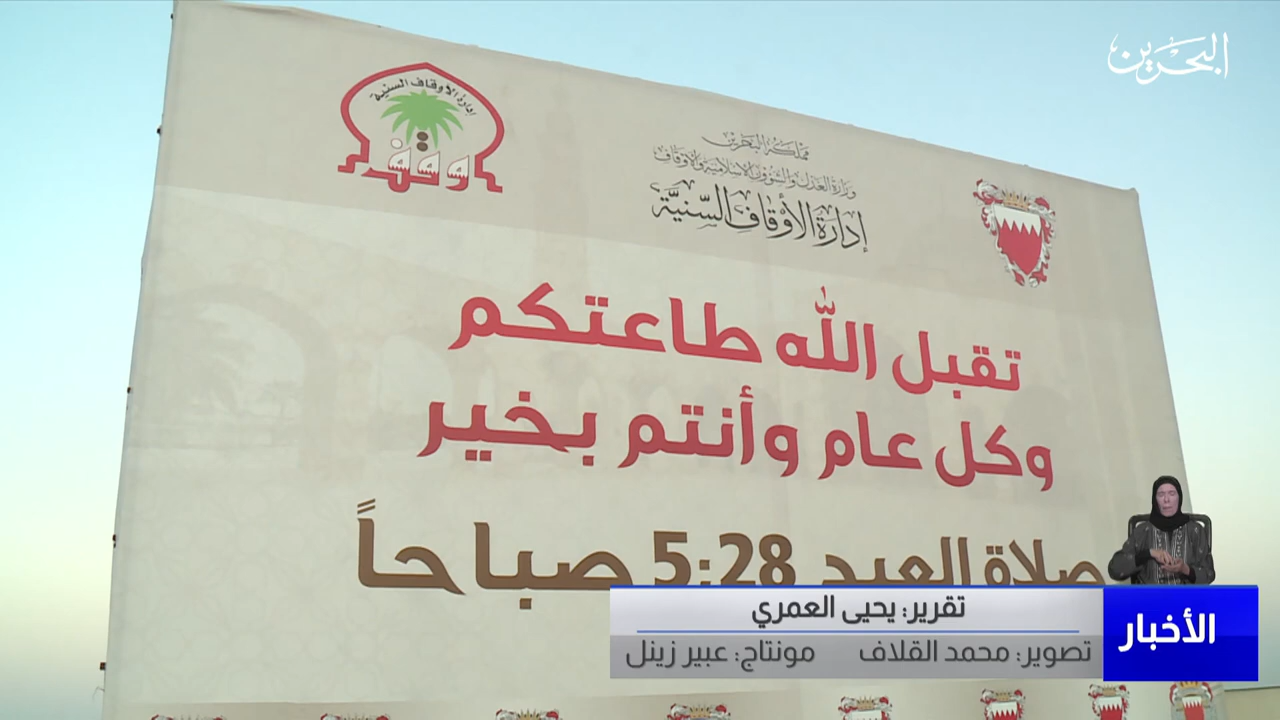 البحرين
إدارة الأوقاف السنية
وقف
مملكة البحرين
وزارة العدل والشؤون الإسلامية والأوقاف
إدارة الأوقاف السنيّة
تقبل الله طاعتكم
وكل عام وأنتم بخير
صلاة العيد 5:28 صباحاً
الأخبار
تقرير: يحيى العمري
تصوير: محمد القلاف مونتاج: عبير زينل